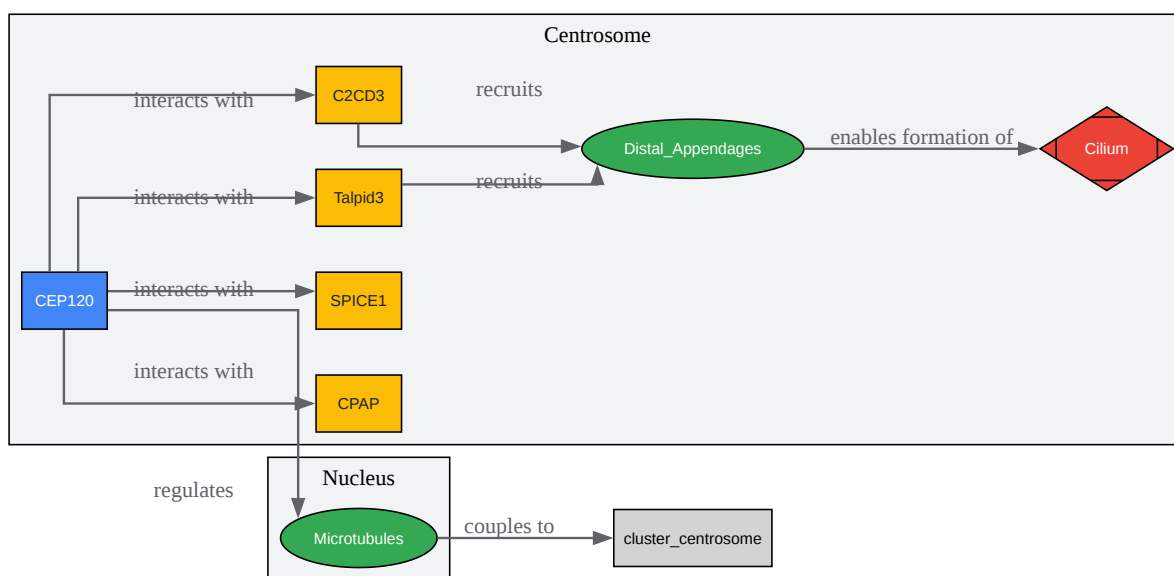 Centrosome
C2CD3
recruits
interacts with
Distal_Appendages
enables formation of
Cilium
Talpid3
recruits
interacts with
CEP120
interacts with
SPICE1
interacts with
CPAP
Nucleus
regulates
Microtubules
couples to
cluster_centrosome